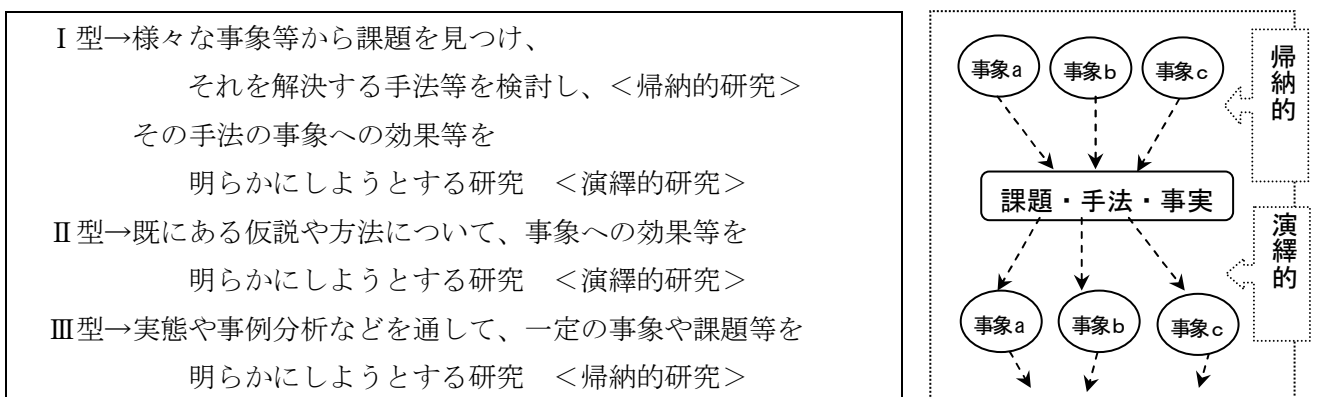 Ⅰ型→様々な事象等から課題を見つけ、
それを解決する手法等を検討し、＜帰納的研究＞
その手法の事象への効果等を
明らかにしようとする研究　＜演繹的研究＞
Ⅱ型→既にある仮説や方法について、事象への効果等を
明らかにしようとする研究　＜演繹的研究＞
Ⅲ型→実態や事例分析などを通して、一定の事象や課題等を
明らかにしようとする研究　＜帰納的研究＞
事象a
事象b
事象c
帰納的
課題・手法・事実
演繹的
事象a
事象b
事象c